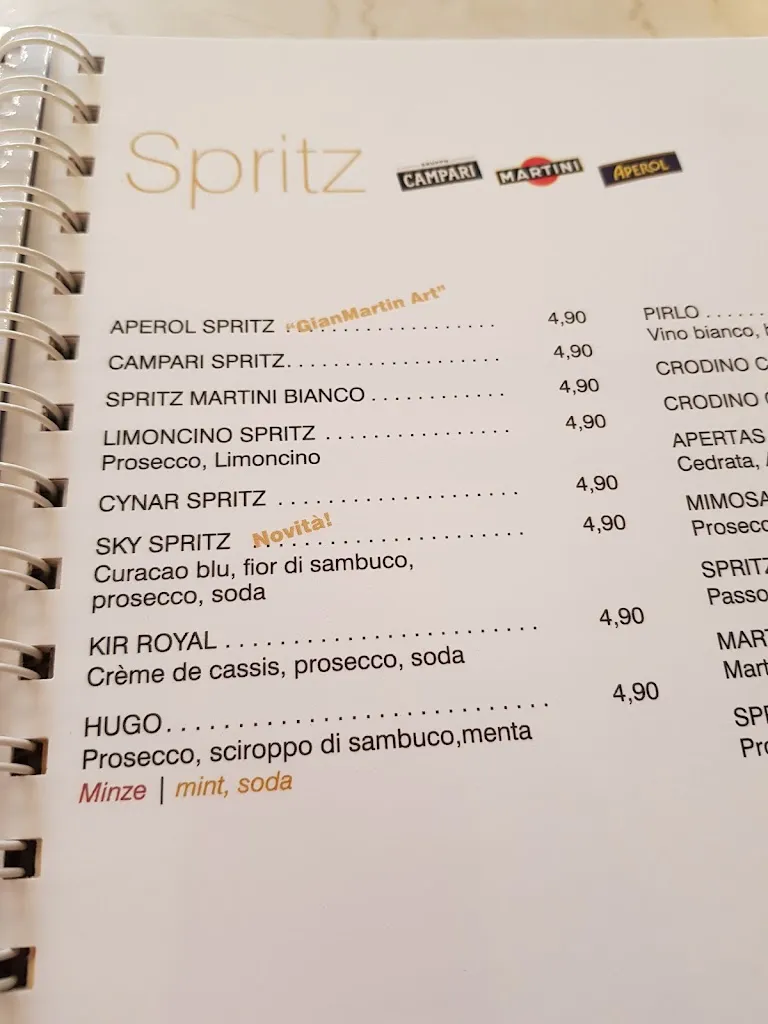 Spritz
CAMPARI MARTINI APEROL
APEROL SPRITZ "GianMartin Art" . . . . . . . . . . . . . . . 4,90
CAMPARI SPRITZ . . . . . . . . . . . . . . . . . . . 4,90
SPRITZ MARTINI BIANCO . . . . . . . . . . . . 4,90
LIMONCINO SPRITZ . . . . . . . . . . . . . . . . 4,90
Prosecco, Limoncino
CYNAR SPRITZ . . . . . . . . . . . . . . . . . . . . 4,90
SKY SPRITZ Novità! . . . . . . . . . . . . . . . . . . . . 4,90
Curacao blu, fior di sambuco,
prosecco, soda
KIR ROYAL . . . . . . . . . . . . . . . . . . . . . . . 4,90
Crème de cassis, prosecco, soda
HUGO . . . . . . . . . . . . . . . . . . . . . . . . . . . 4,90
Prosecco, sciroppo di sambuco,menta
Minze | mint, soda
PIRLO . . . . . .
Vino bianco,
CRODINO
CRODINO
APERTAS
Cedrata,
MIMOSA